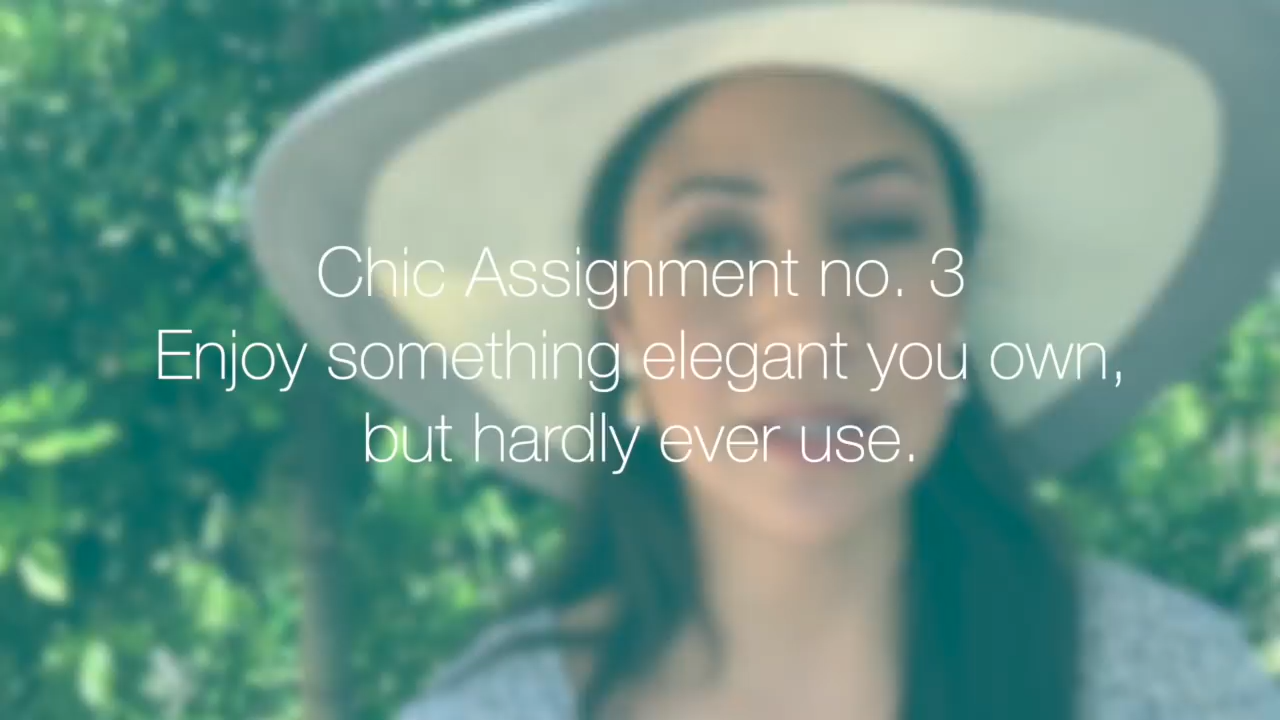 Chic Assignment no. 3
Enjoy something elegant you own,
but hardly ever use.